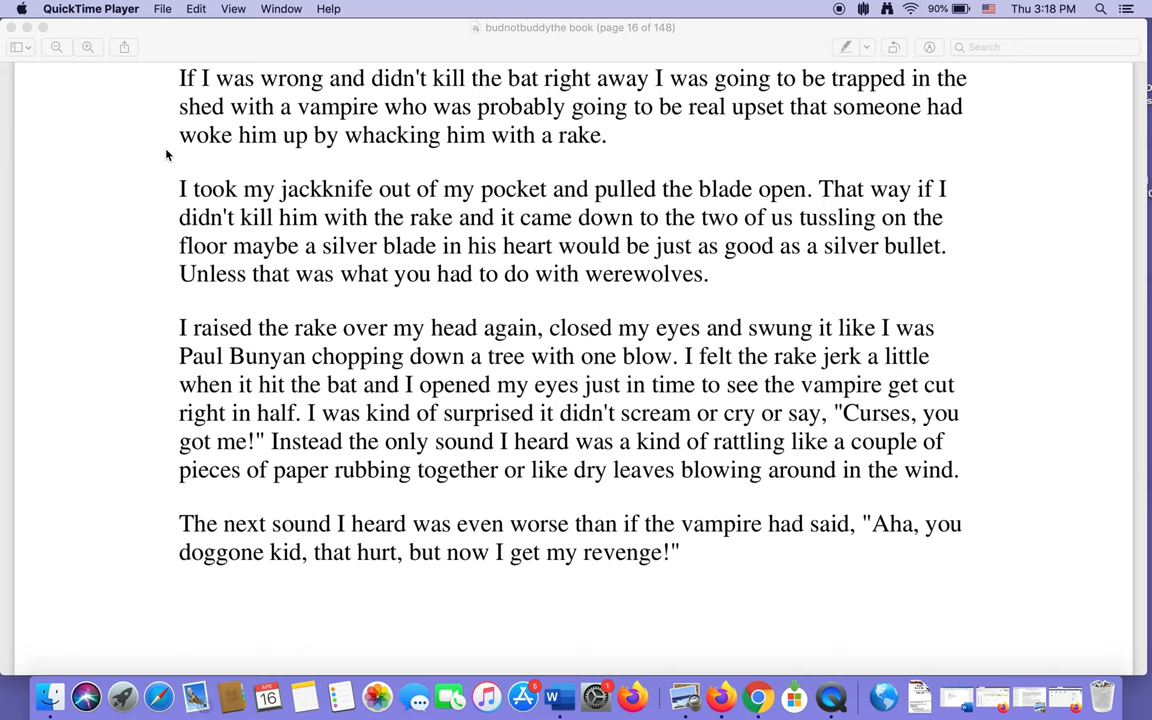 QuickTime Player File Edit View Window Help 90% Thu 3:18 PM
budnotbuddythe book (page 16 of 148)
Search
If I was wrong and didn't kill the bat right away I was going to be trapped in the
shed with a vampire who was probably going to be real upset that someone had
woke him up by whacking him with a rake.
I took my jackknife out of my pocket and pulled the blade open. That way if I
didn't kill him with the rake and it came down to the two of us tussling on the
floor maybe a silver blade in his heart would be just as good as a silver bullet.
Unless that was what you had to do with werewolves.
I raised the rake over my head again, closed my eyes and swung it like I was
Paul Bunyan chopping down a tree with one blow. I felt the rake jerk a little
when it hit the bat and I opened my eyes just in time to see the vampire get cut
right in half. I was kind of surprised it didn't scream or cry or say, "Curses, you
got me!" Instead the only sound I heard was a kind of rattling like a couple of
pieces of paper rubbing together or like dry leaves blowing around in the wind.
The next sound I heard was even worse than if the vampire had said, "Aha, you
doggone kid, that hurt, but now I get my revenge!"
APR
16
5
W
1